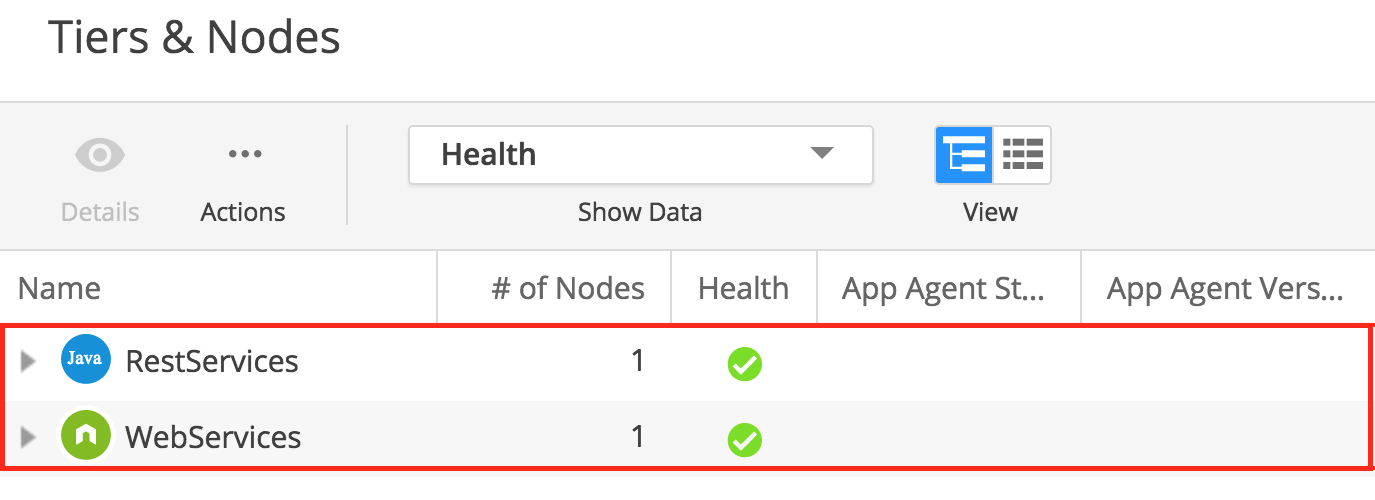 Tiers & Nodes
Health
Details Actions Show Data View
Name # of Nodes Health App Agent St... App Agent Vers...
Java RestServices 1
WebServices 1